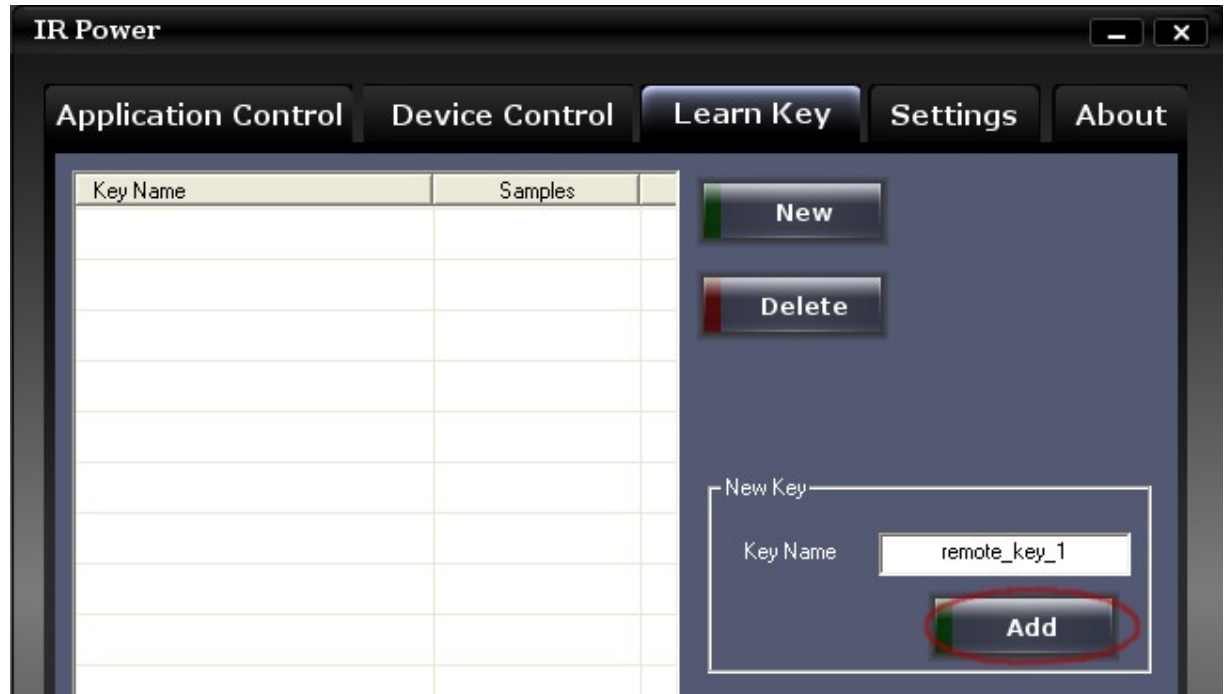 IR Power
Application Control Device Control Learn Key Settings About
Key Name Samples
New
Delete
New Key
Key Name remote_key_1
Add